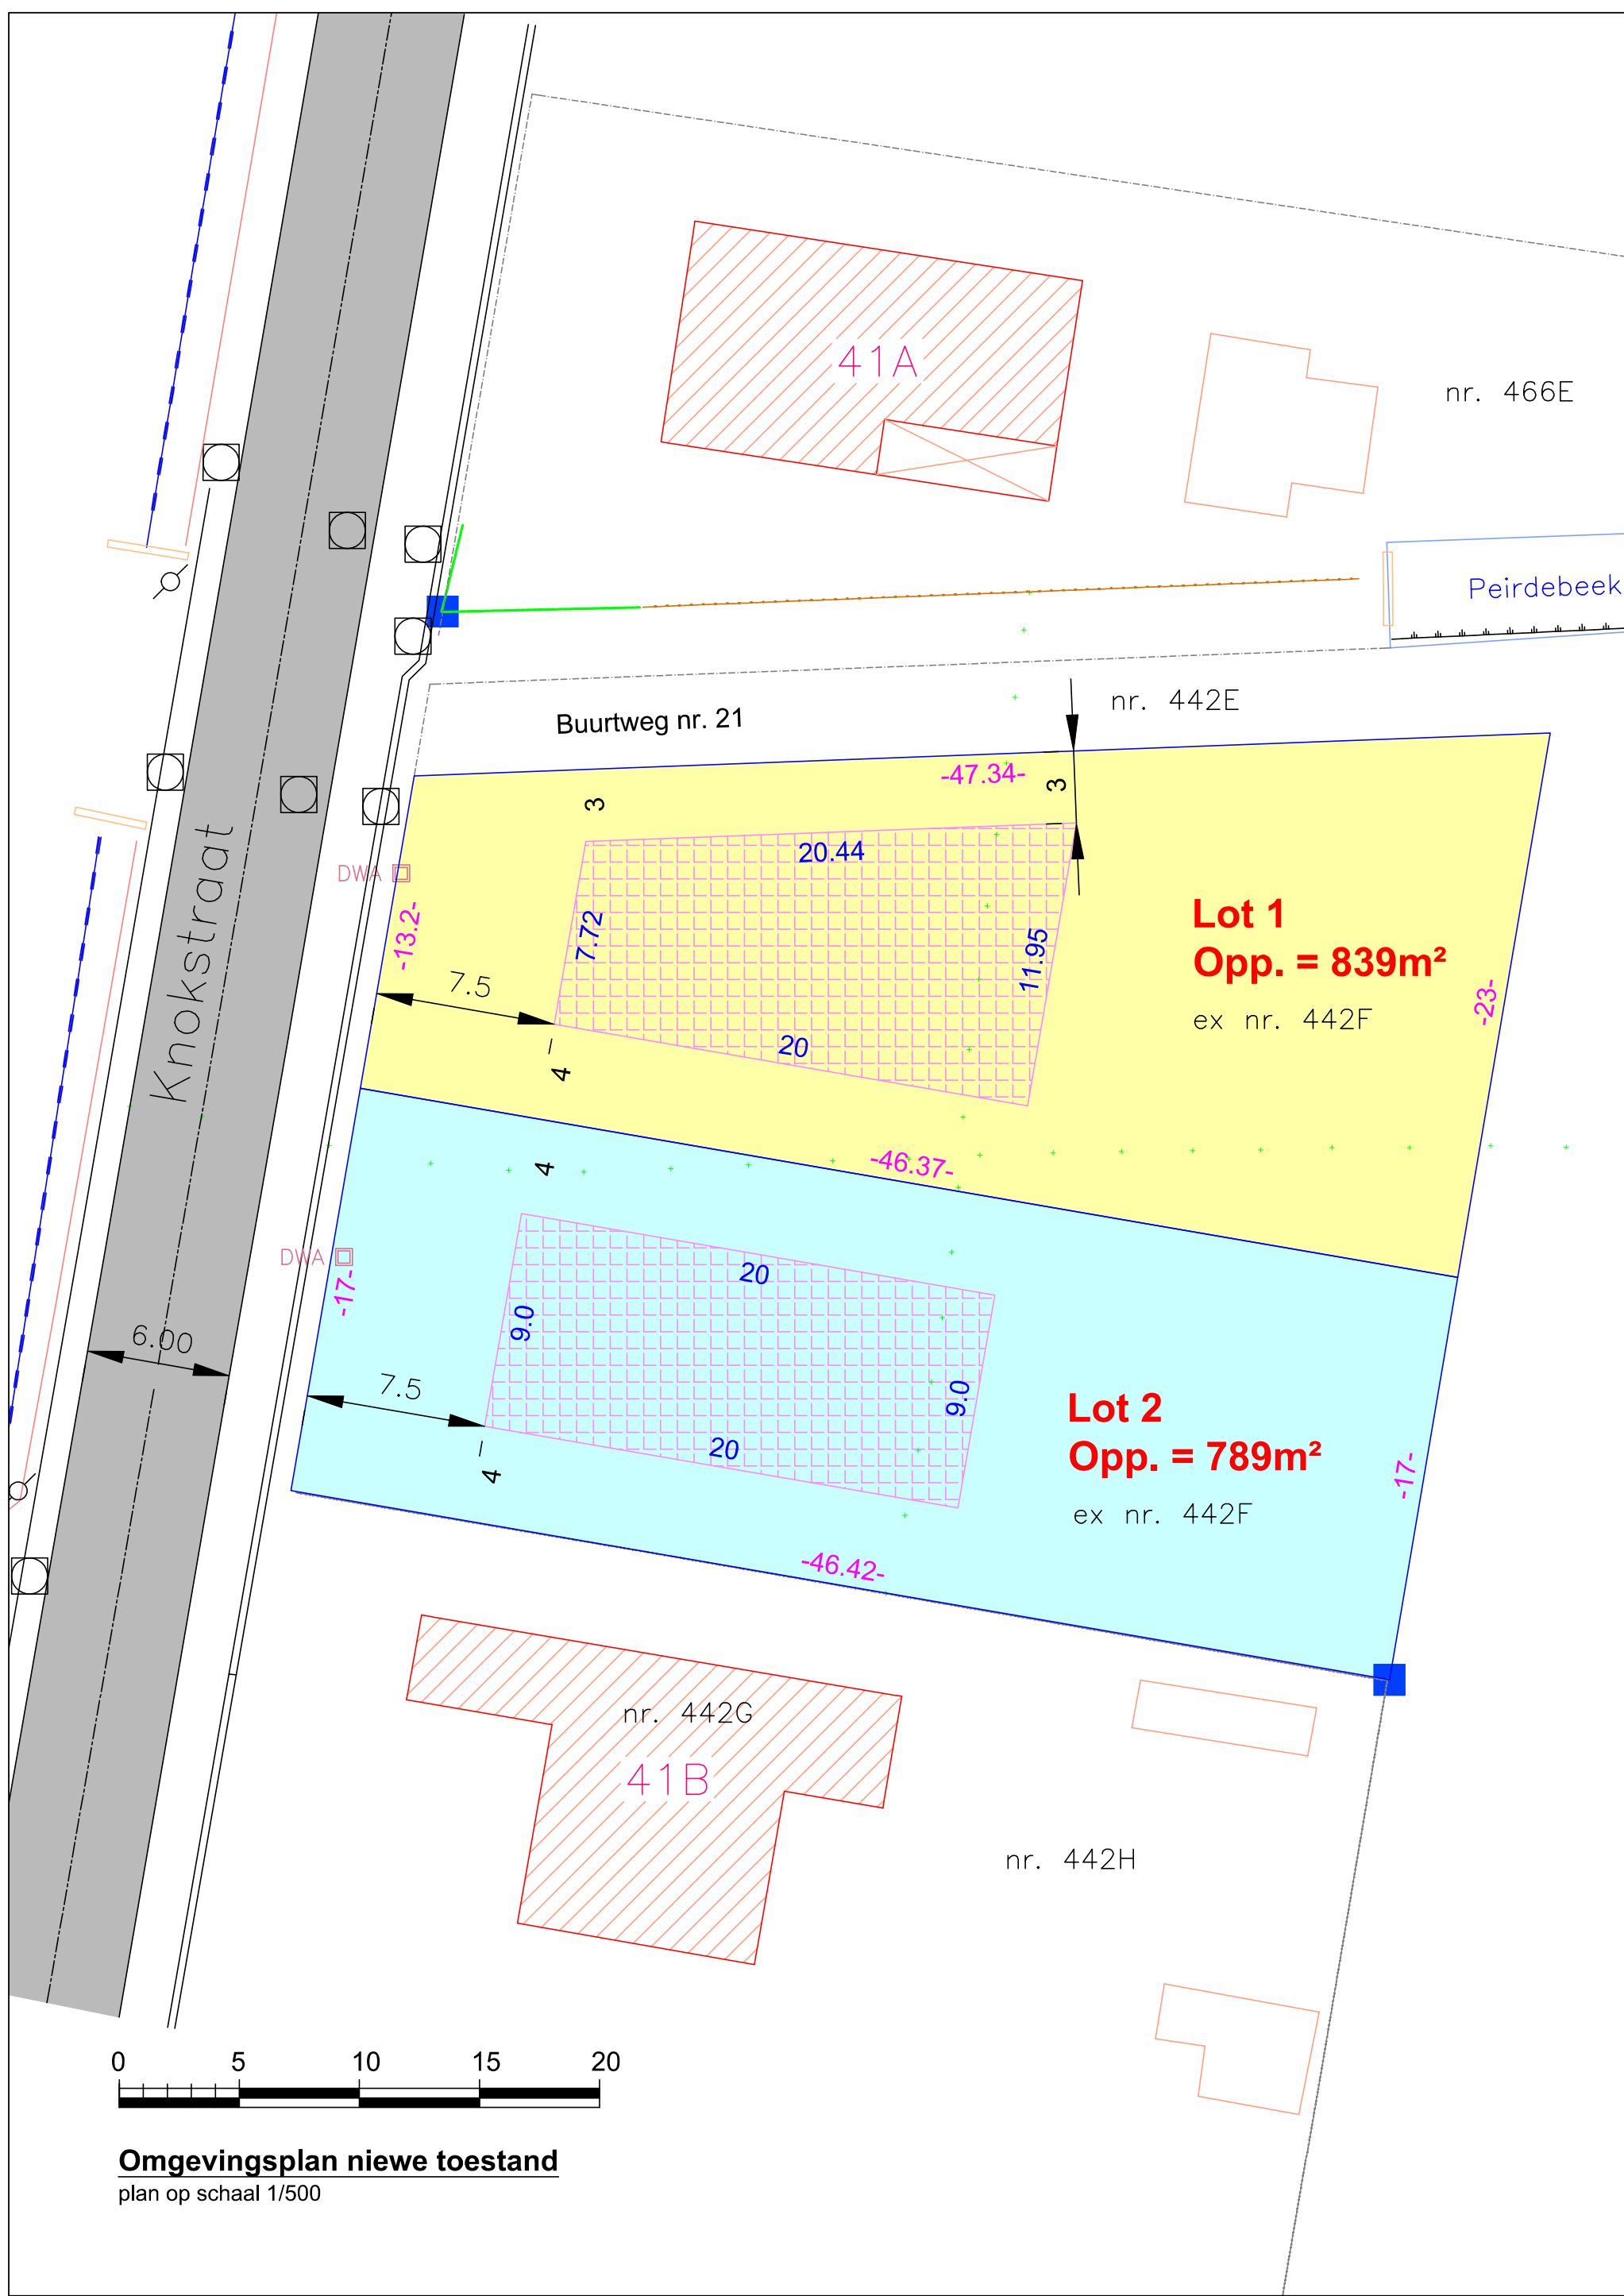 41A
nr. 466E
Peirdebeek
nr. 442E
Buurtweg nr. 21
-47.34-
3
3
20.44
DWA
-13.2-
7.72
11.95
Lot 1
Opp. = 839m²
ex nr. 442F
-23-
7.5
20
4
Knokstraat
4
-46.37-
DWA
-17-
20
9.0
6.00
7.5
9.0
Lot 2
Opp. = 789m²
ex nr. 442F
-17-
20
4
-46.42-
nr. 442G
41B
nr. 442H
0 5 10 15 20
Omgevingsplan niewe toestand
plan op schaal 1/500